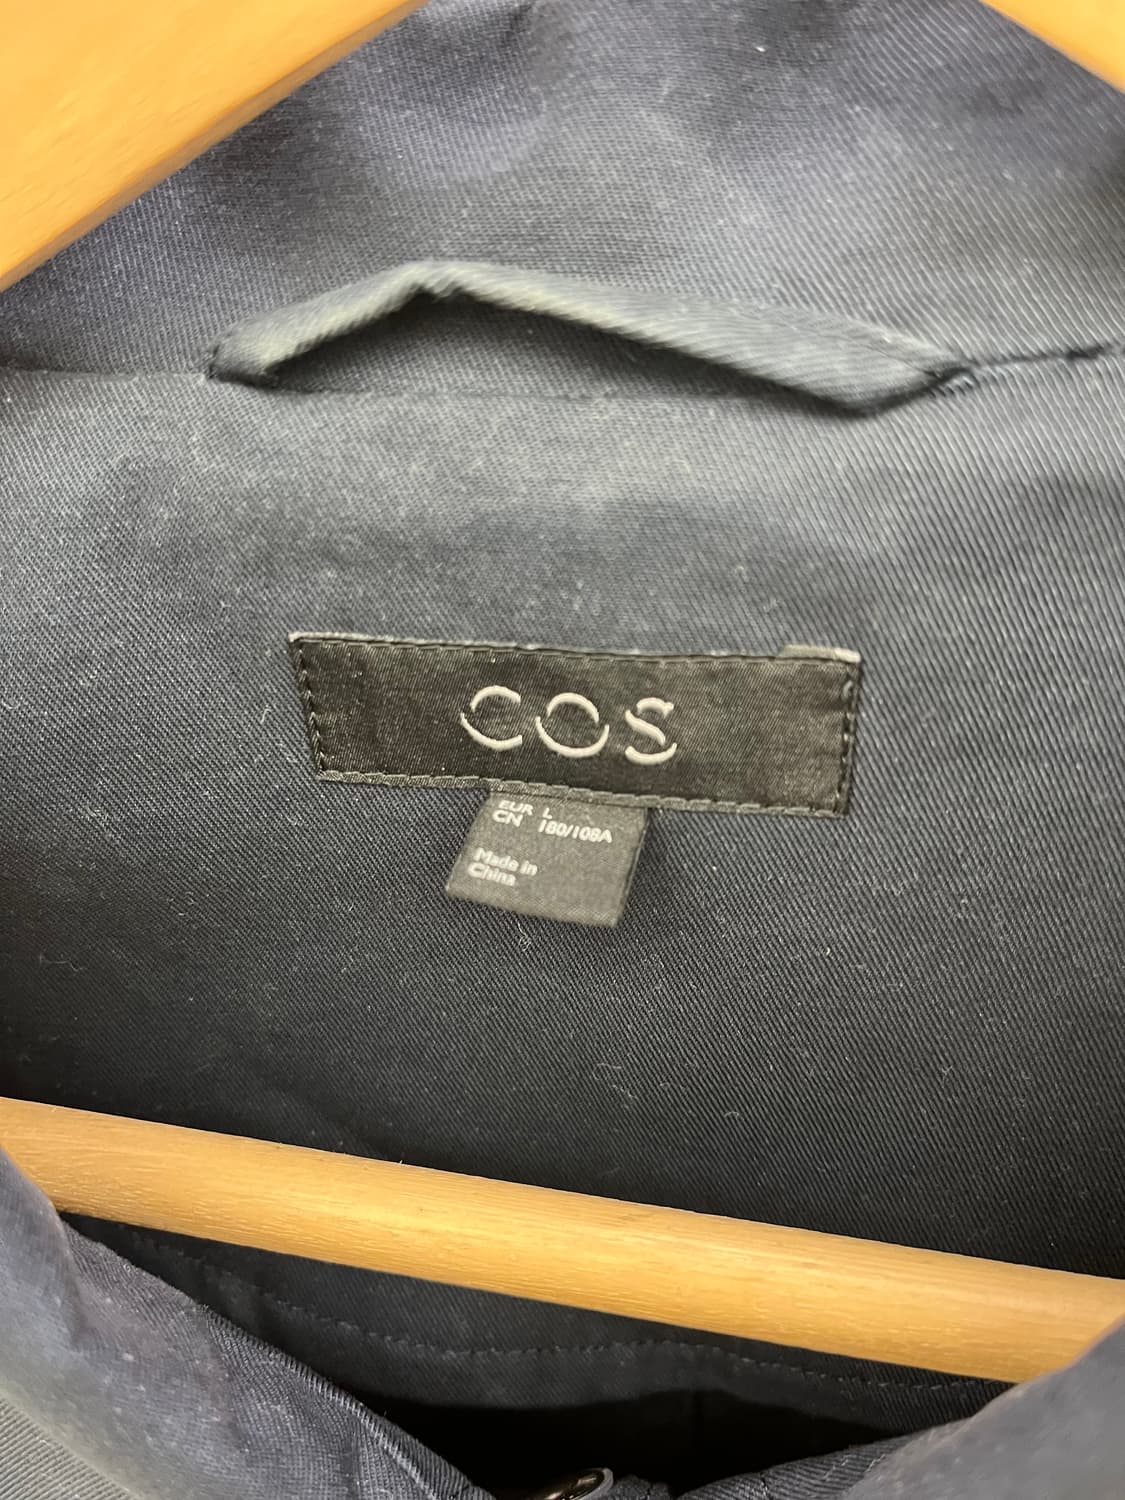 COS
EUR L
CN 180/108A
Made in
China